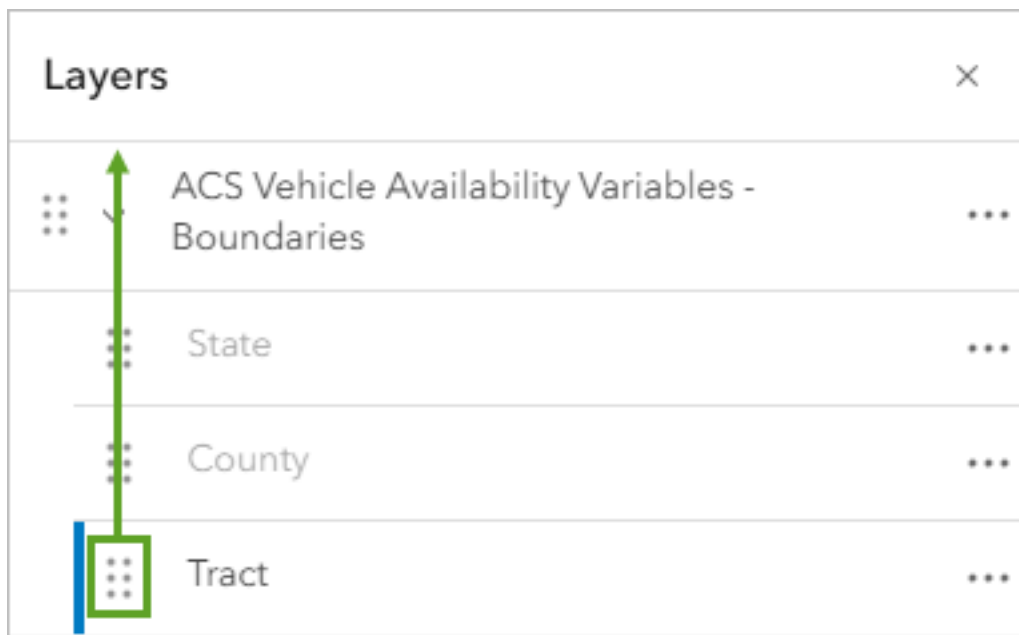 Layers
ACS Vehicle Availability Variables -
Boundaries
State
County
Tract